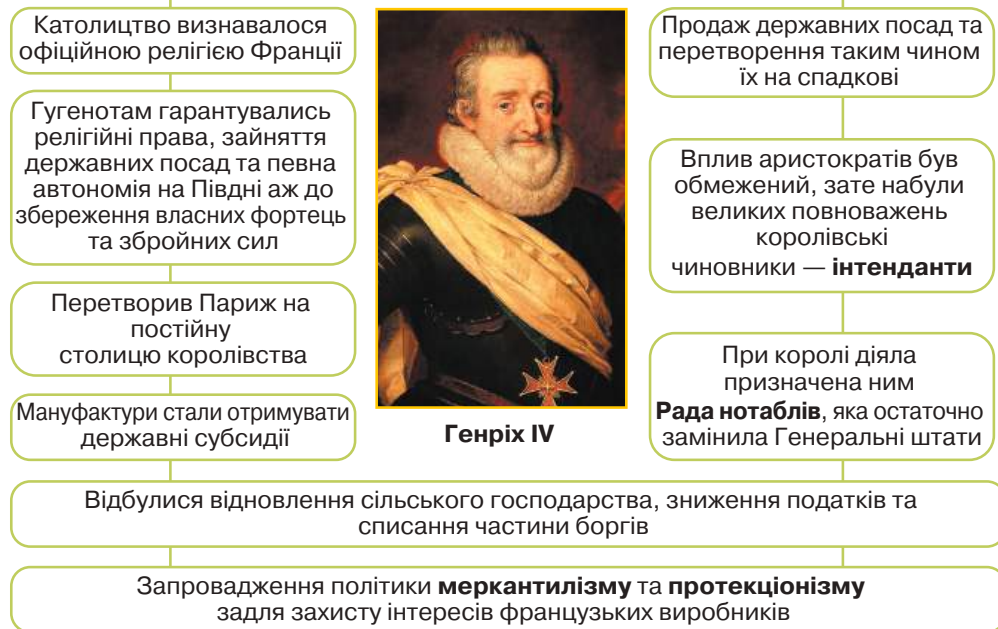 Католицтво визнавалося
офіційною релігією Франції
Гугенотам гарантувались
релігійні права, зайняття
державних посад та певна
автономія на Півдні аж до
збереження власних фортець
та збройних сил
Перетворив Париж на
постійну
столицю королівства
Мануфактури стали отримувати
державні субсидії
Генріх IV
Продаж державних посад та
перетворення таким чином
їх на спадкові
Вплив аристократів був
обмежений, зате набули
великих повноважень
королівські
чиновники — інтенданти
При королі діяла
призначена ним
Рада нотаблів, яка остаточно
замінила Генеральні штати
Відбулися відновлення сільського господарства, зниження податків та
списання частини боргів
Запровадження політики меркантилізму та протекціонізму
задля захисту інтересів французьких виробників